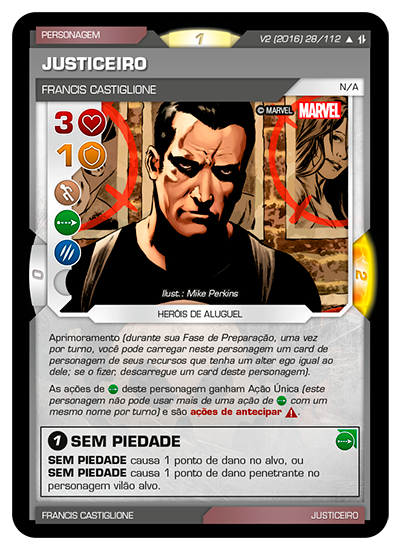 PERSONAGEM
1
V2 (2016) 28/112
JUSTICEIRO
FRANCIS CASTIGLIONE
N/A
© MARVEL MARVEL
3
1
0
2
Ilust.: Mike Perkins
HERÓIS DE ALUGUEL
Aprimoramento (durante sua Fase de Preparação, uma vez
por turno, você pode carregar neste personagem um card de
personagem de seus recursos que tenha um alter ego igual ao
dele; se o fizer, descarregue um card deste personagem).
As ações de deste personagem ganham Ação Única (este
personagem não pode usar mais de uma ação de com um
mesmo nome por turno) e são ações de antecipar.
1 SEM PIEDADE
SEM PIEDADE causa 1 ponto de dano no alvo, ou
SEM PIEDADE causa 1 ponto de dano penetrante no
personagem vilão alvo.
FRANCIS CASTIGLIONE
JUSTICEIRO